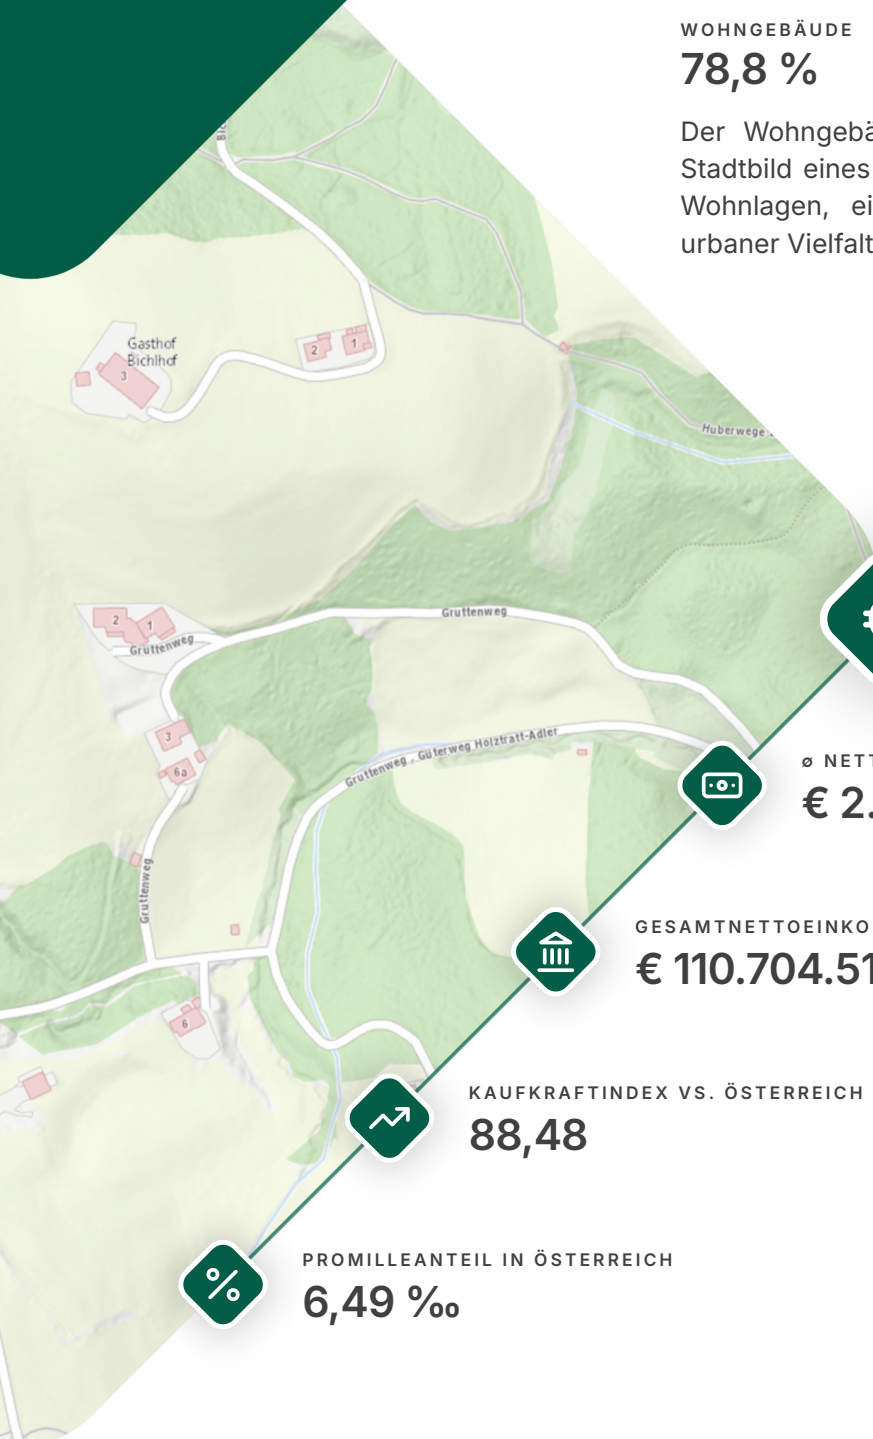 WOHNGEBÄUDE
78,8 %
Der Wohngebä
Stadtbild eines
Wohnlagen, ei
urbaner Vielfalt
Gasthof
Bichlhof
3
2
1
Huberwege
2
1
Gruttenweg
Gruttenweg
3
6a
Gruttenweg, Güterweg Holztratt-Adler
Gruttenweg
6
ø NETT
€ 2.
GESAMTNETTOEINKO
€ 110.704.51
KAUFKRAFTINDEX VS. ÖSTERREICH
88,48
PROMILLEANTEIL IN ÖSTERREICH
6,49 ‰